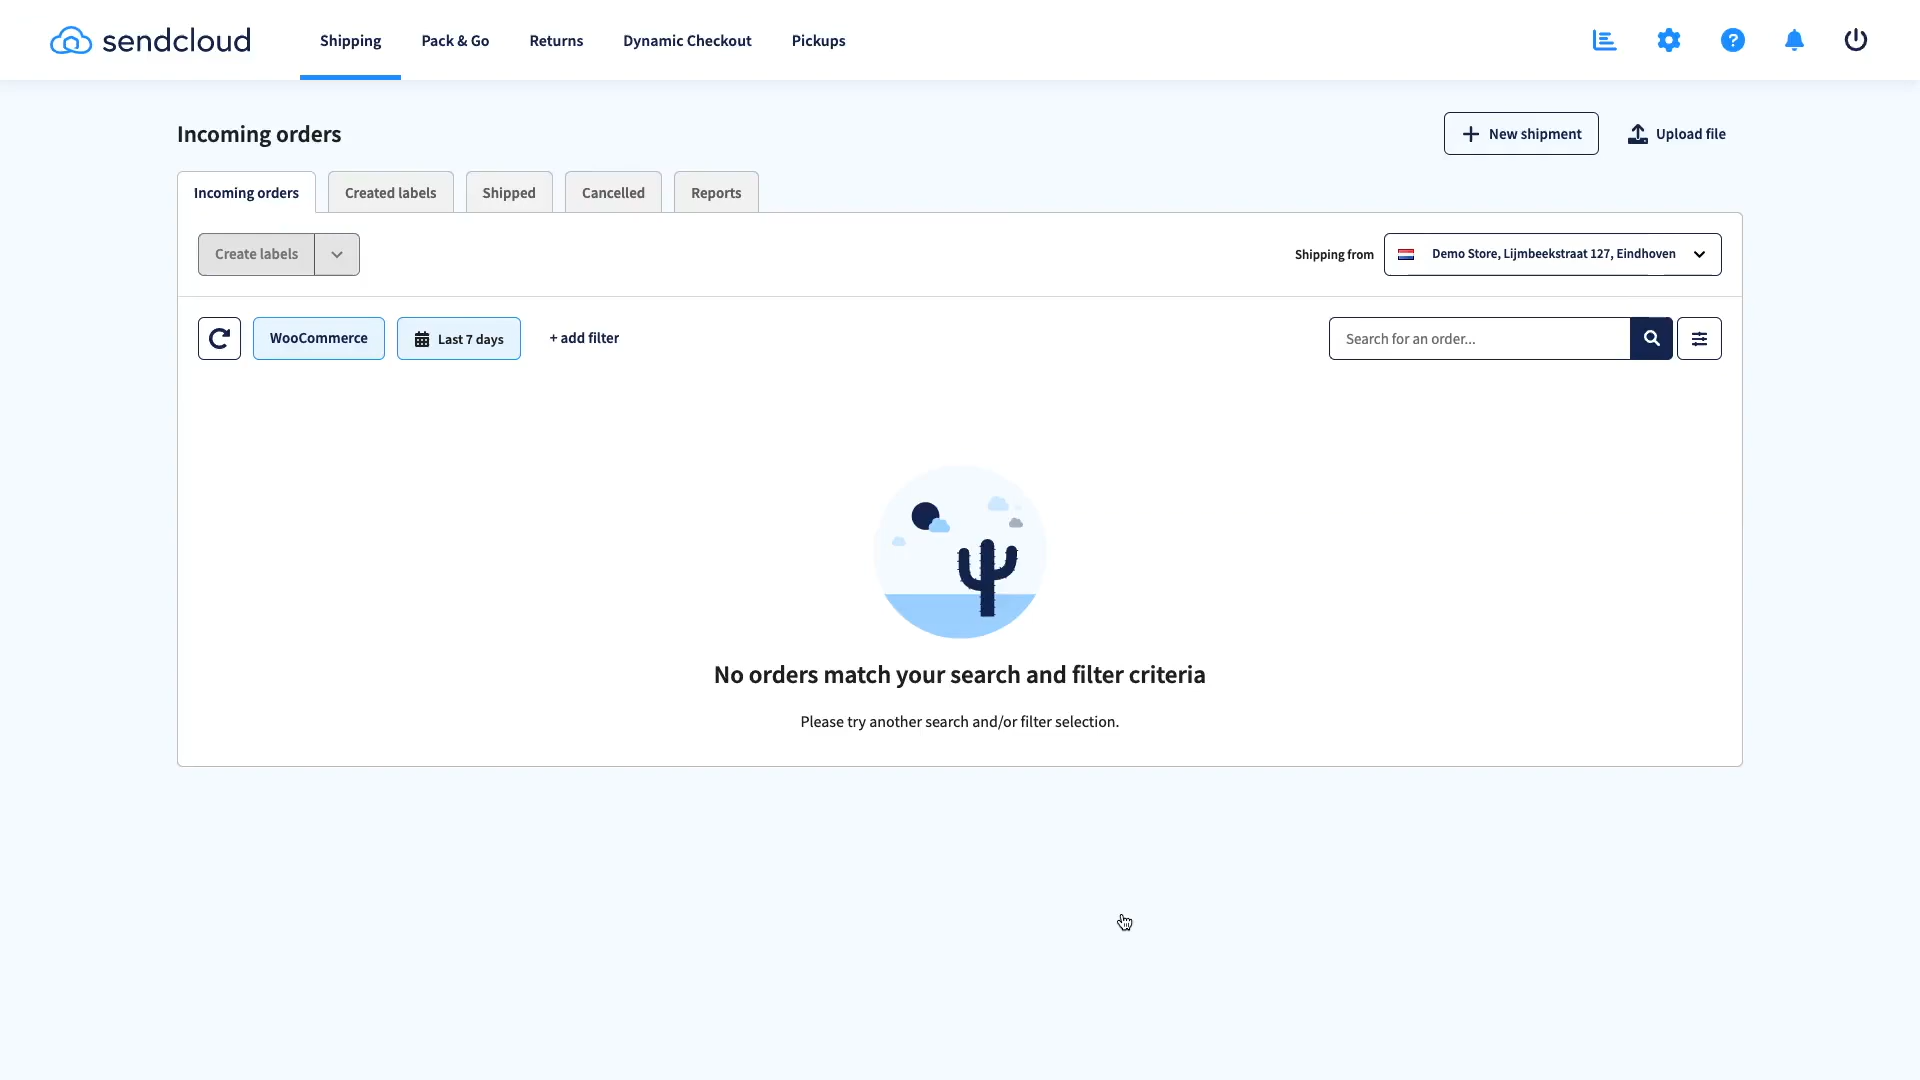 sendcloud
Shipping
Pack & Go
Returns
Dynamic Checkout
Pickups
Incoming orders
New shipment
Upload file
Incoming orders
Created labels
Shipped
Cancelled
Reports
Create labels
Shipping from
Demo Store, Lijmbeekstraat 127, Eindhoven
WooCommerce
Last 7 days
+ add filter
Search for an order...
No orders match your search and filter criteria
Please try another search and/or filter selection.